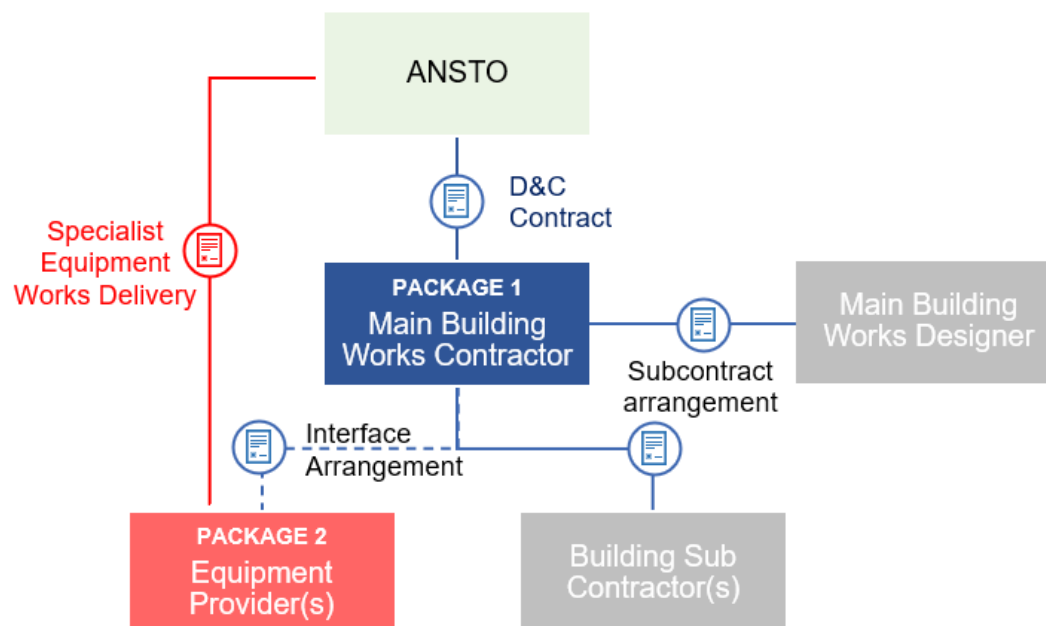 ANSTO
D&C
Contract
Specialist
Equipment
Works Delivery
PACKAGE 1
Main Building
Works Contractor
Main Building
Works Designer
Subcontract
arrangement
Interface
Arrangement
PACKAGE 2
Equipment
Provider(s)
Building Sub
Contractor(s)